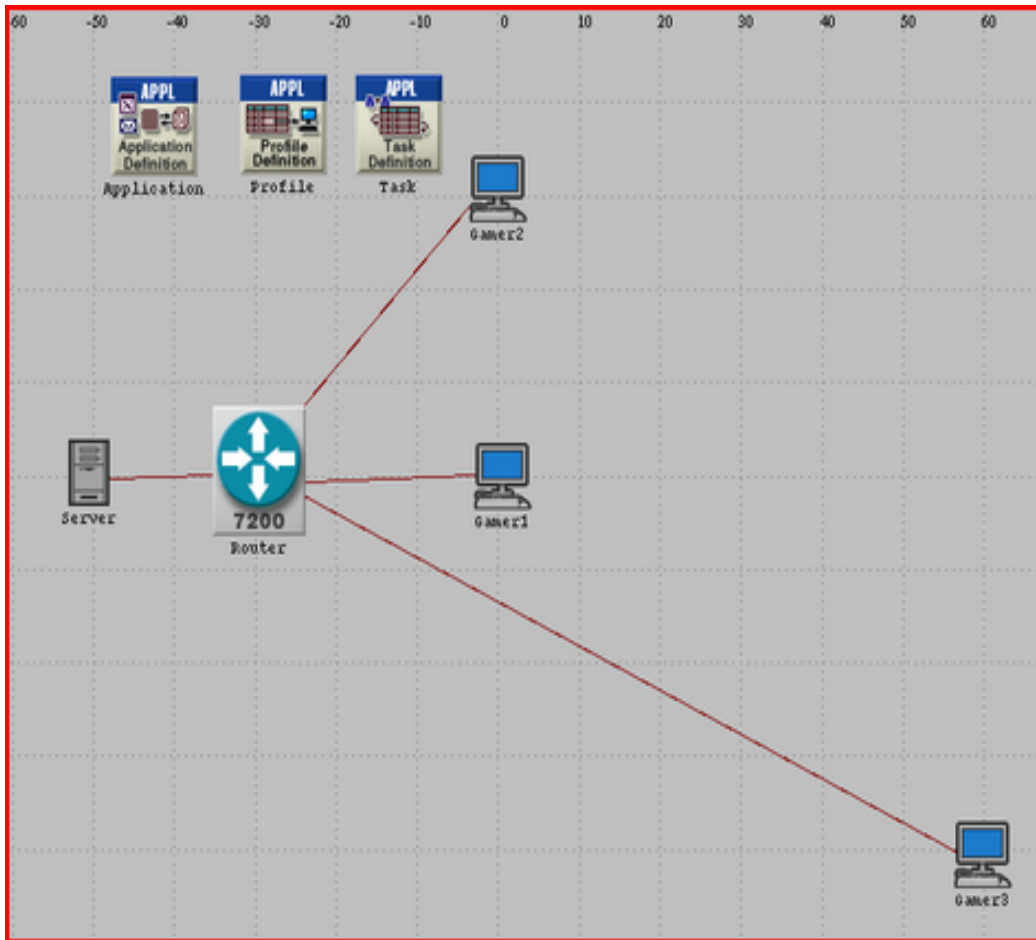 -60 -50 -40 -30 -20 -10 0 10 20 30 40 50 60
APPL
Application
Definition
Application
APPL
Profile
Definition
Profile
APPL
Task
Definition
Task
Gamer2
Server
7200
Router
Gamer1
Gamer3